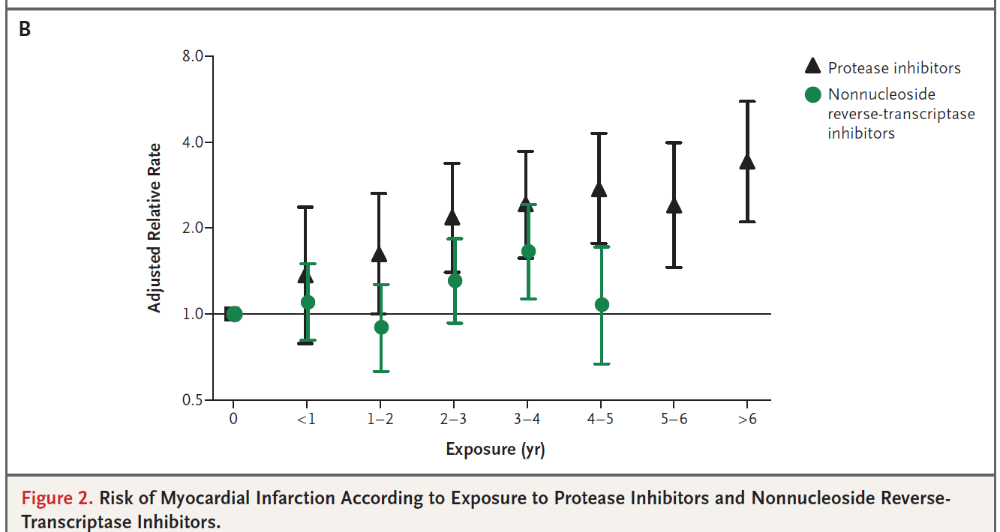 B
8.0
4.0
2.0
1.0
0.5
Adjusted Relative Rate
0
<1
1–2
2–3
3–4
4–5
5–6
>6
Exposure (yr)
Protease inhibitors
Nonnucleoside
reverse-transcriptase
inhibitors
Figure 2. Risk of Myocardial Infarction According to Exposure to Protease Inhibitors and Nonnucleoside Reverse-
Transcriptase Inhibitors.